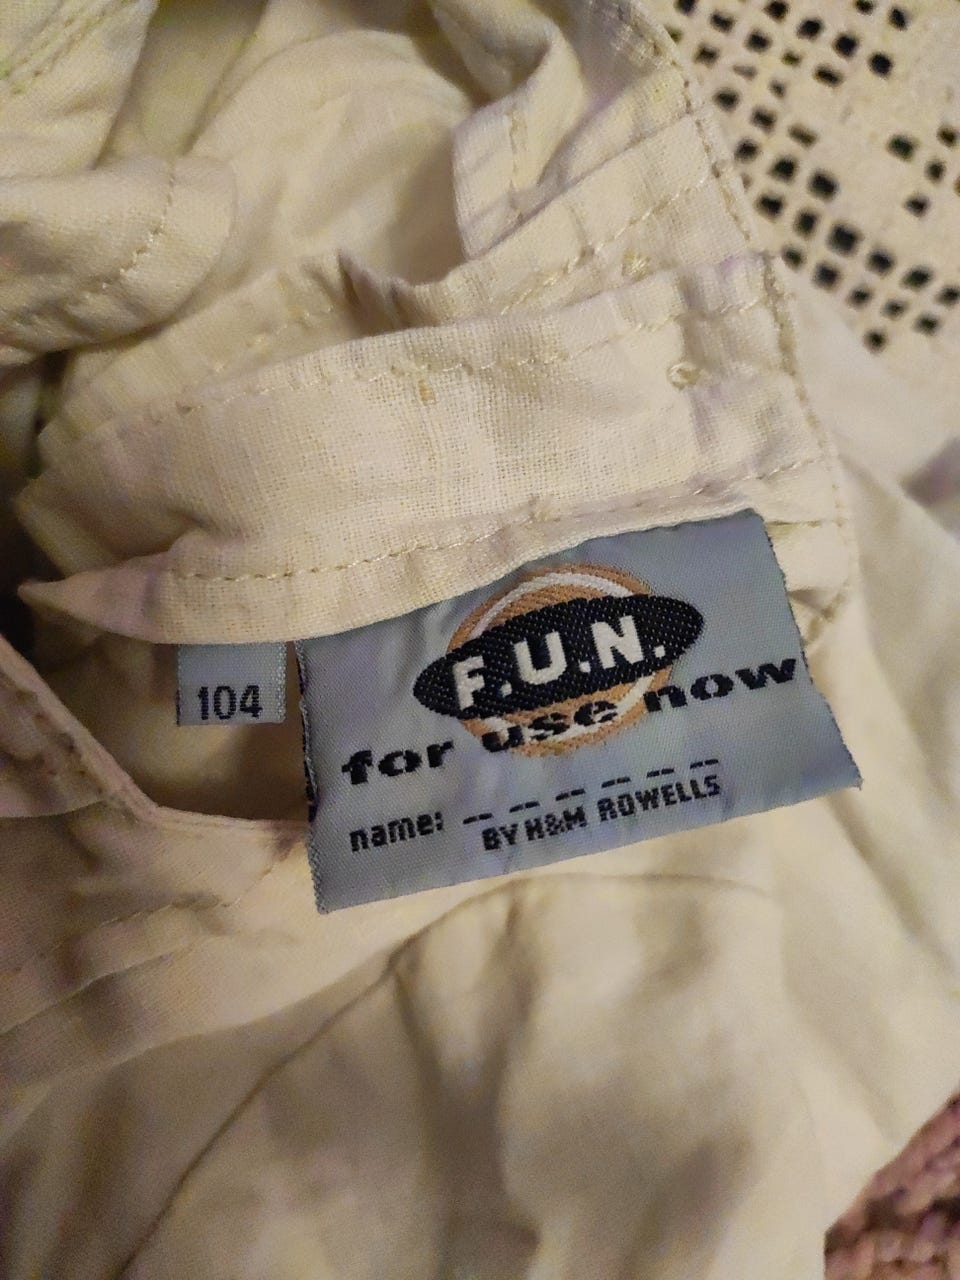 104
F.U.N.
for use now
name: _ _ _ _ _ _
BY H&M ROWELLS